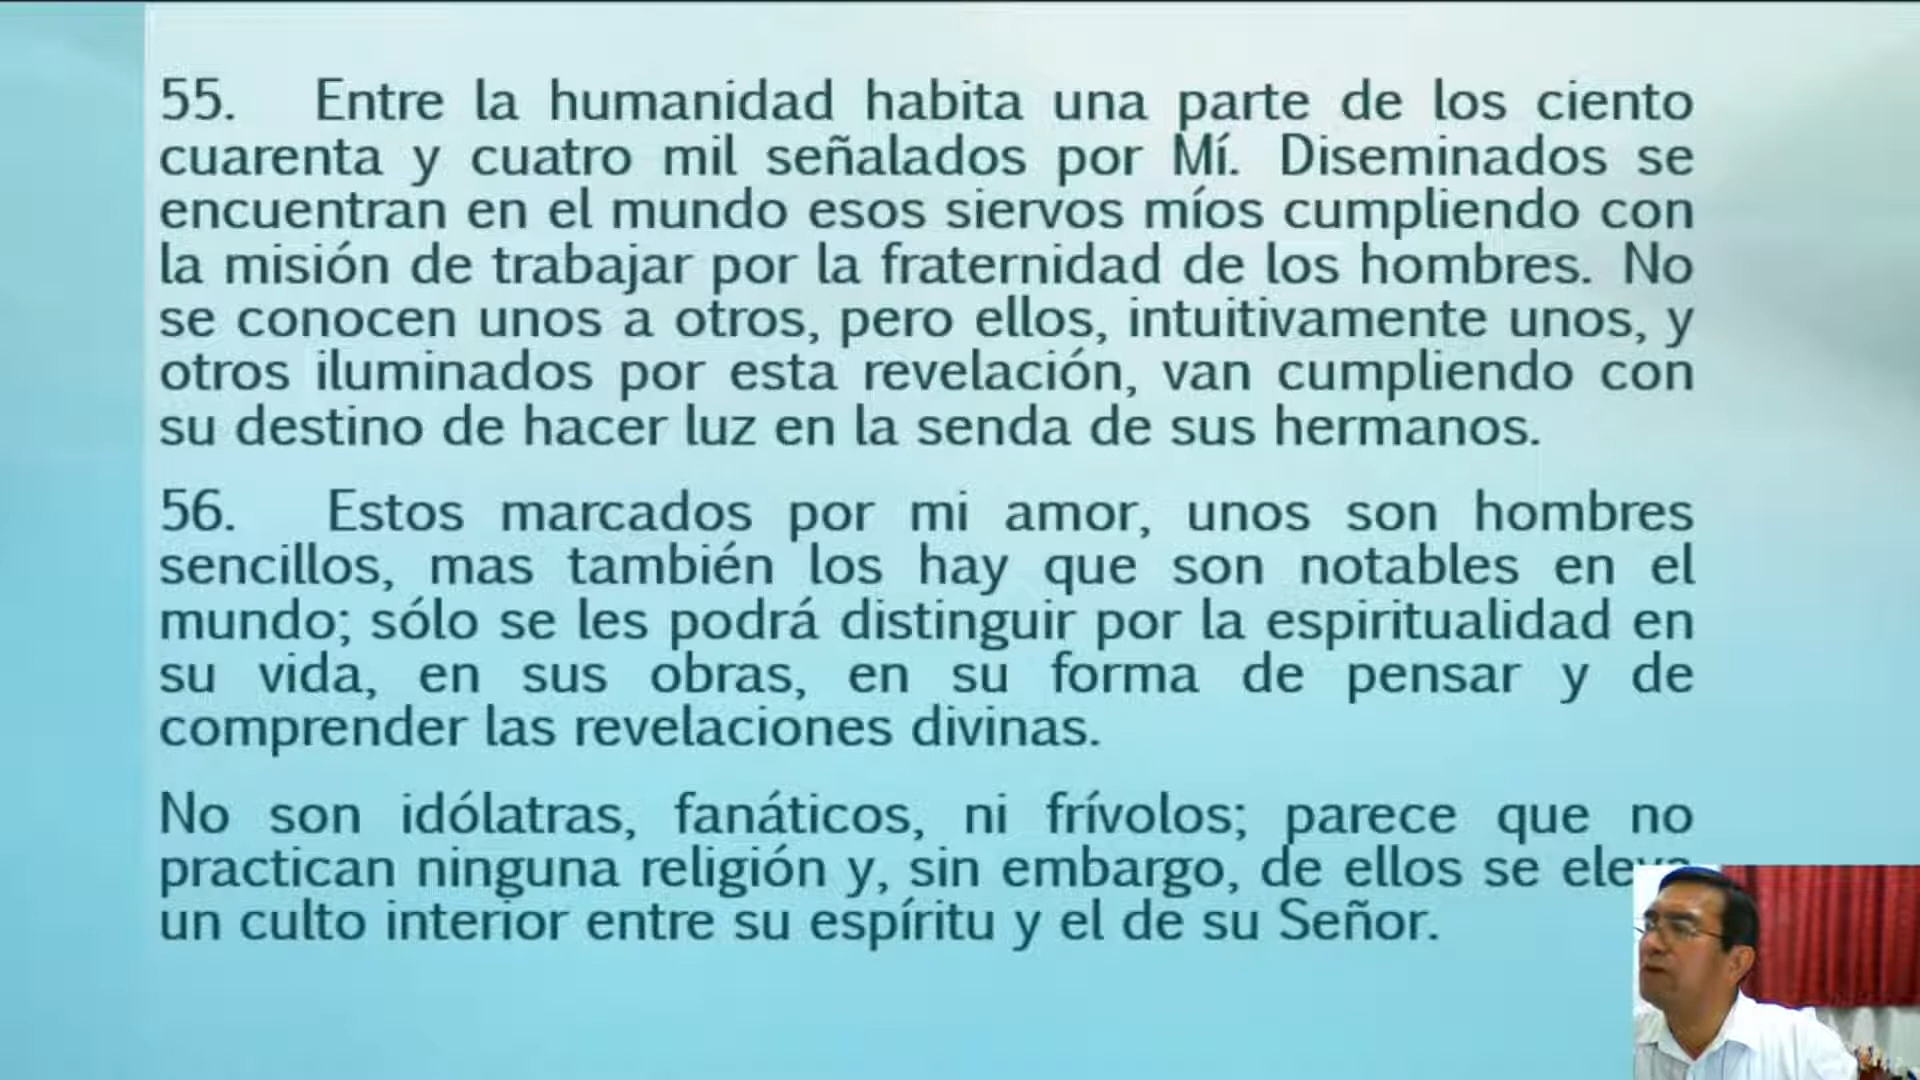 55. Entre la humanidad habita una parte de los ciento
cuarenta y cuatro mil señalados por Mí. Diseminados se
encuentran en el mundo esos siervos míos cumpliendo con
la misión de trabajar por la fraternidad de los hombres. No
se conocen unos a otros, pero ellos, intuitivamente unos, y
otros iluminados por esta revelación, van cumpliendo con
su destino de hacer luz en la senda de sus hermanos.
56. Estos marcados por mi amor, unos son hombres
sencillos, mas también los hay que son notables en el
mundo; sólo se les podrá distinguir por la espiritualidad en
su vida, en sus obras, en su forma de pensar y de
comprender las revelaciones divinas.
No son idólatras, fanáticos, ni frívolos; parece que no
practican ninguna religión y, sin embargo, de ellos se eleva
un culto interior entre su espíritu y el de su Señor.